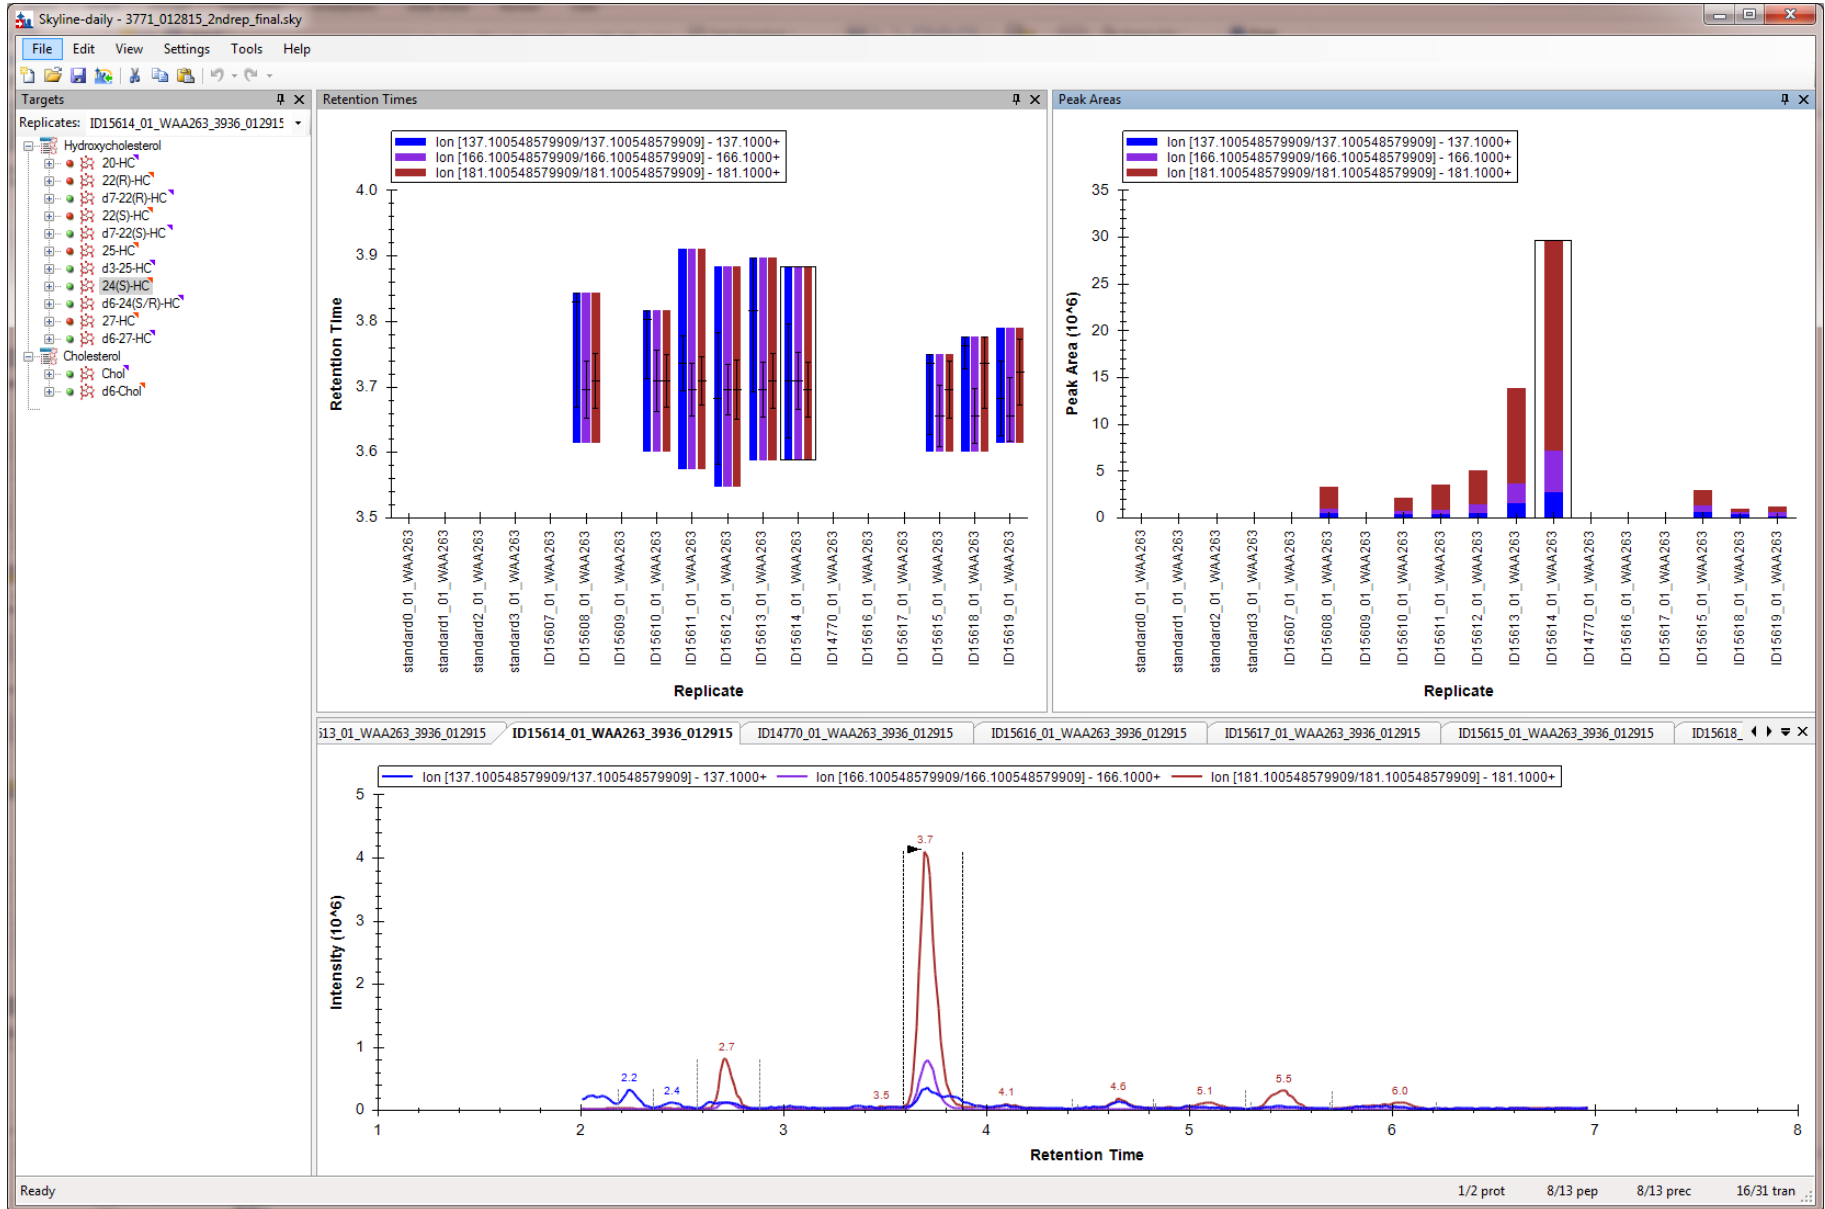 Skyline-daily - 3771_012815_2ndrep_final.sky
File Edit View Settings Tools Help
Targets
Replicates: ID15614_01_WAA263_3936_012915
Hydroxycholesterol
20-HC
22(R)-HC
d7-22(R)-HC
22(S)-HC
d7-22(S)-HC
25-HC
d3-25-HC
24(S)-HC
d6-24(S/R)-HC
27-HC
d6-27-HC
Cholesterol
Chol
d6-Chol
Retention Times
Ion [137.100548579909/137.100548579909] - 137.1000+
Ion [166.100548579909/166.100548579909] - 166.1000+
Ion [181.100548579909/181.100548579909] - 181.1000+
4.0
3.9
3.8
3.7
3.6
3.5
Retention Time
standard0_01_WAA263
standard1_01_WAA263
standard2_01_WAA263
standard3_01_WAA263
ID15607_01_WAA263
ID15608_01_WAA263
ID15609_01_WAA263
ID15610_01_WAA263
ID15611_01_WAA263
ID15612_01_WAA263
ID15613_01_WAA263
ID15614_01_WAA263
ID14770_01_WAA263
ID15616_01_WAA263
ID15617_01_WAA263
ID15615_01_WAA263
ID15618_01_WAA263
ID15619_01_WAA263
Replicate
Peak Areas
Ion [137.100548579909/137.100548579909] - 137.1000+
Ion [166.100548579909/166.100548579909] - 166.1000+
Ion [181.100548579909/181.100548579909] - 181.1000+
35
30
25
20
15
10
5
0
Peak Area (10^6)
standard0_01_WAA263
standard1_01_WAA263
standard2_01_WAA263
standard3_01_WAA263
ID15607_01_WAA263
ID15608_01_WAA263
ID15609_01_WAA263
ID15610_01_WAA263
ID15611_01_WAA263
ID15612_01_WAA263
ID15613_01_WAA263
ID15614_01_WAA263
ID14770_01_WAA263
ID15616_01_WAA263
ID15617_01_WAA263
ID15615_01_WAA263
ID15618_01_WAA263
ID15619_01_WAA263
Replicate
513_01_WAA263_3936_012915 ID15614_01_WAA263_3936_012915 ID14770_01_WAA263_3936_012915 ID15616_01_WAA263_3936_012915 ID15617_01_WAA263_3936_012915 ID15615_01_WAA263_3936_012915 ID15618_
Ion [137.100548579909/137.100548579909] - 137.1000+ Ion [166.100548579909/166.100548579909] - 166.1000+ Ion [181.100548579909/181.100548579909] - 181.1000+
5
4
3
2
1
0
Intensity (10^6)
2.2 2.4 2.7 3.5 3.7 4.1 4.6 5.1 5.5 6.0
1 2 3 4 5 6 7 8
Retention Time
Ready 1/2 prot 8/13 pep 8/13 prec 16/31 tran